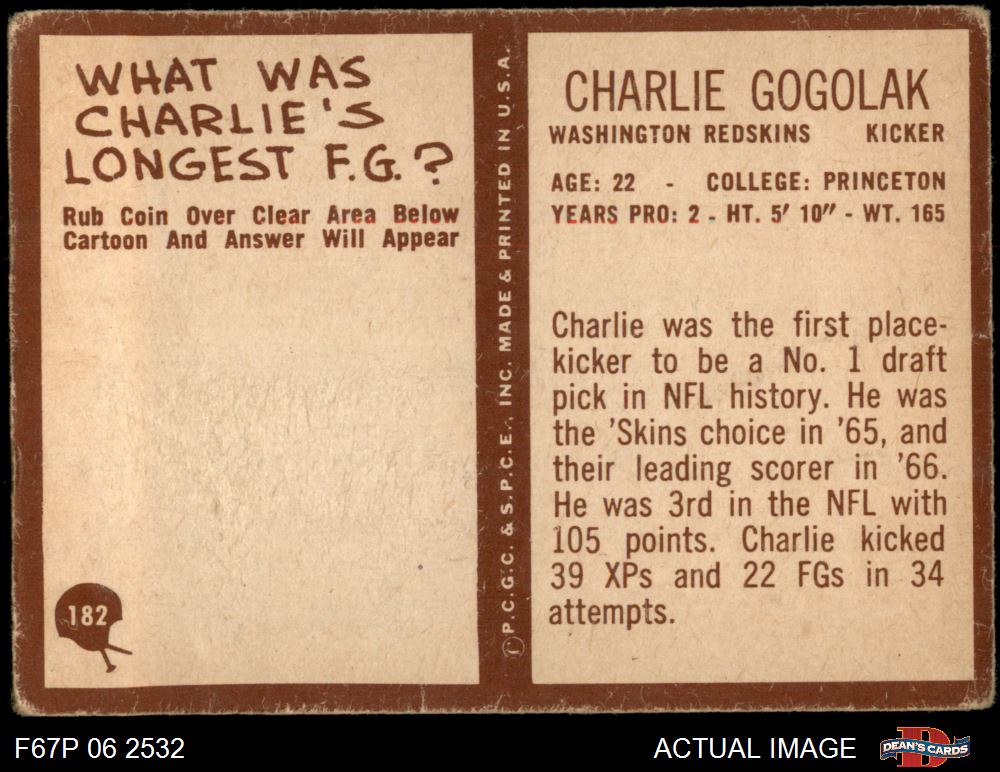 WHAT WAS
CHARLIE'S
LONGEST F.G.?
Rub Coin Over Clear Area Below
Cartoon And Answer Will Appear
182
©P.C.G.C. & S.P.C.E., INC. MADE & PRINTED IN U.S.A.
CHARLIE GOGOLAK
WASHINGTON REDSKINS KICKER
AGE: 22 - COLLEGE: PRINCETON
YEARS PRO: 2 - HT. 5' 10" - WT. 165
Charlie was the first place-
kicker to be a No. 1 draft
pick in NFL history. He was
the 'Skins choice in '65, and
their leading scorer in '66.
He was 3rd in the NFL with
105 points. Charlie kicked
39 XPs and 22 FGs in 34
attempts.
F67P 06 2532
ACTUAL IMAGE
D
DEAN'S CARDS